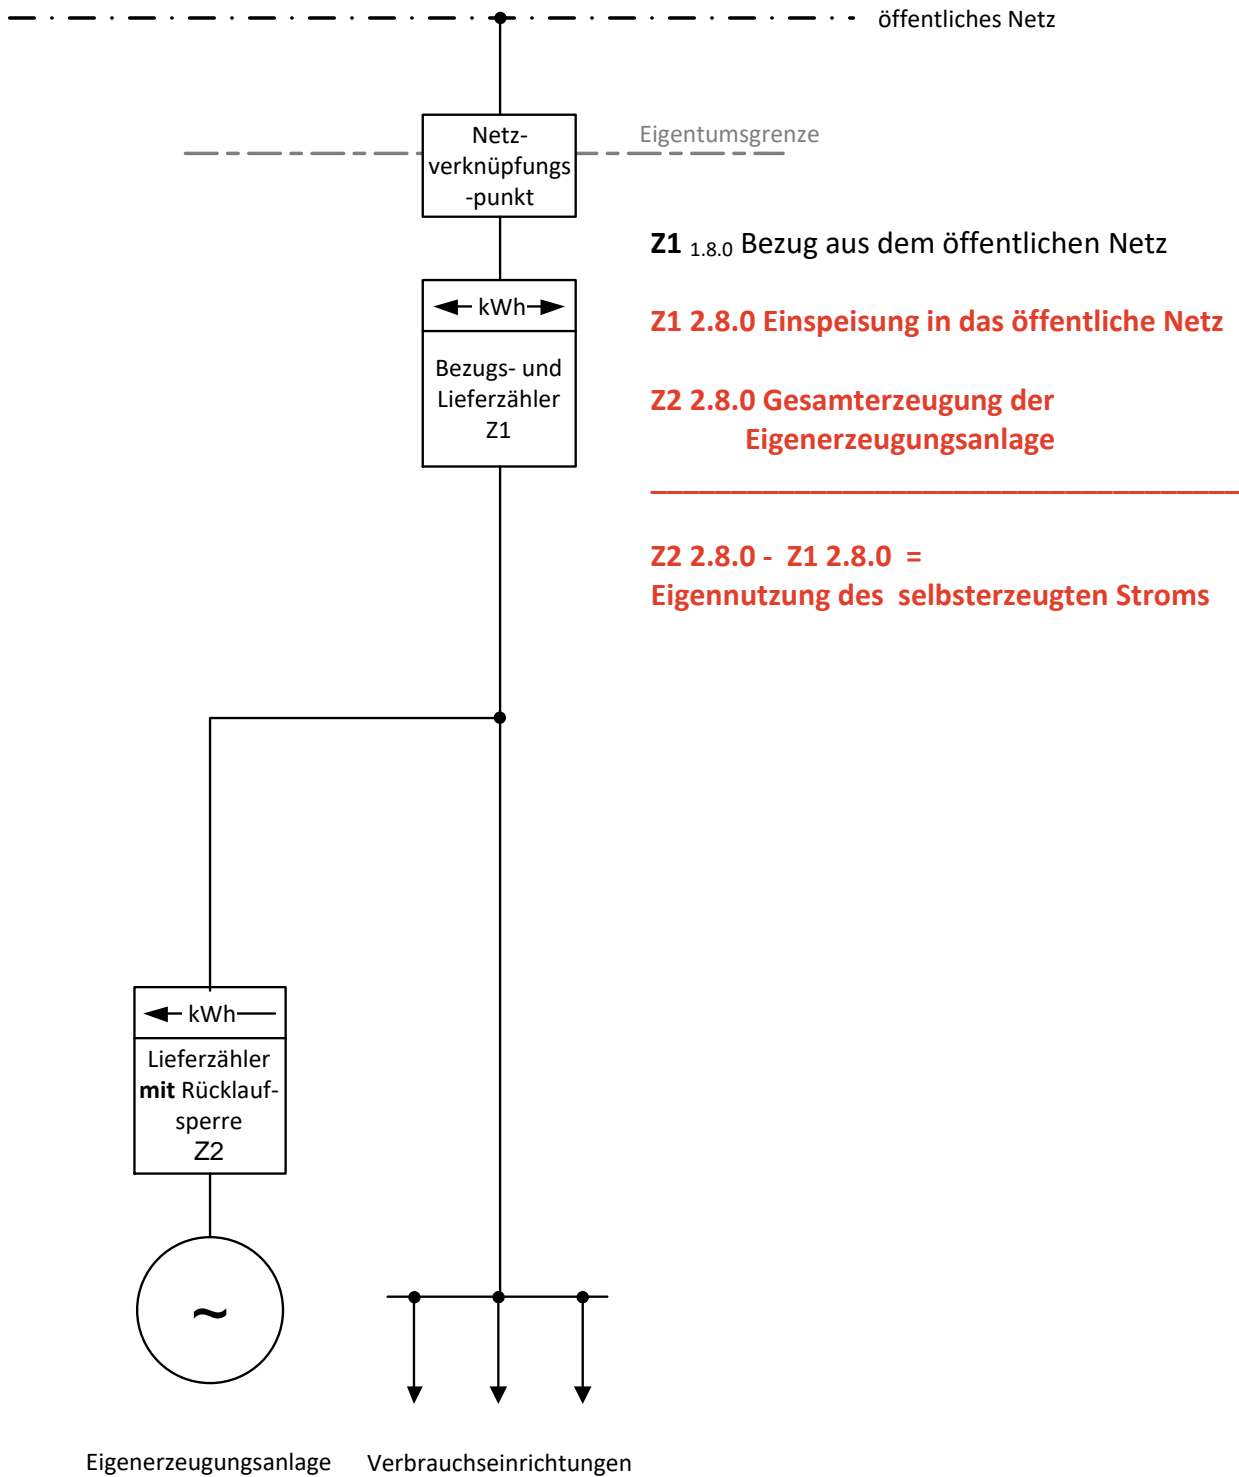 öffentliches Netz
Netz-
verknüpfungs
-punkt
Eigentumsgrenze
Z1 1.8.0 Bezug aus dem öffentlichen Netz
kWh
Bezugs- und
Lieferzähler
Z1
Z1 2.8.0 Einspeisung in das öffentliche Netz
Z2 2.8.0 Gesamterzeugung der
Eigenerzeugungsanlage
Z2 2.8.0 - Z1 2.8.0 =
Eigennutzung des selbsterzeugten Stroms
kWh
Lieferzähler
mit Rücklauf-
sperre
Z2
~
Eigenerzeugungsanlage
Verbrauchseinrichtungen